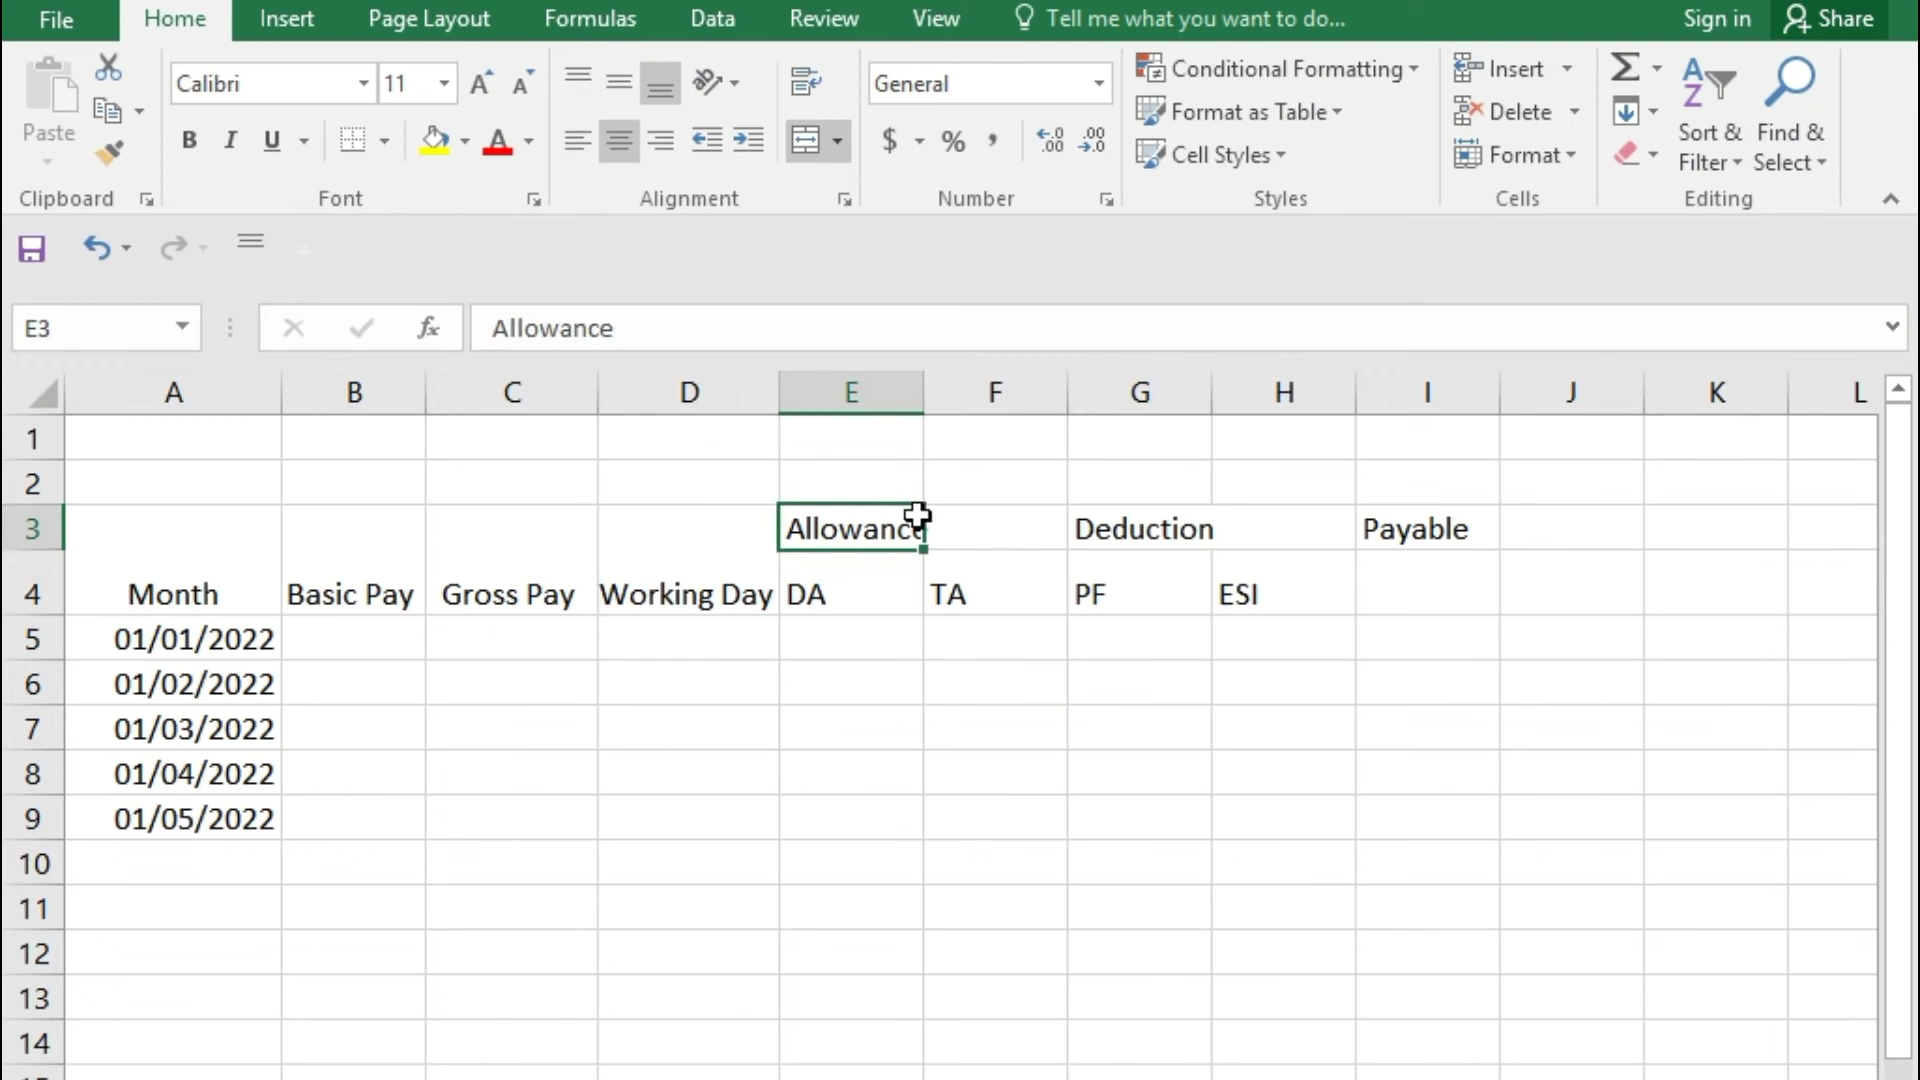 File Home Insert Page Layout Formulas Data Review View Tell me what you want to do... Sign in Share
Calibri 11 General Conditional Formatting Insert
Paste Format as Table Delete Sort & Find &
B I U $ % , Cell Styles Format Filter Select
Clipboard Font Alignment Number Styles Cells Editing
E3 fx Allowance
A B C D E F G H I J K L
1
2
3 Allowance Deduction Payable
4 Month Basic Pay Gross Pay Working Day DA TA PF ESI
5 01/01/2022
6 01/02/2022
7 01/03/2022
8 01/04/2022
9 01/05/2022
10
11
12
13
14